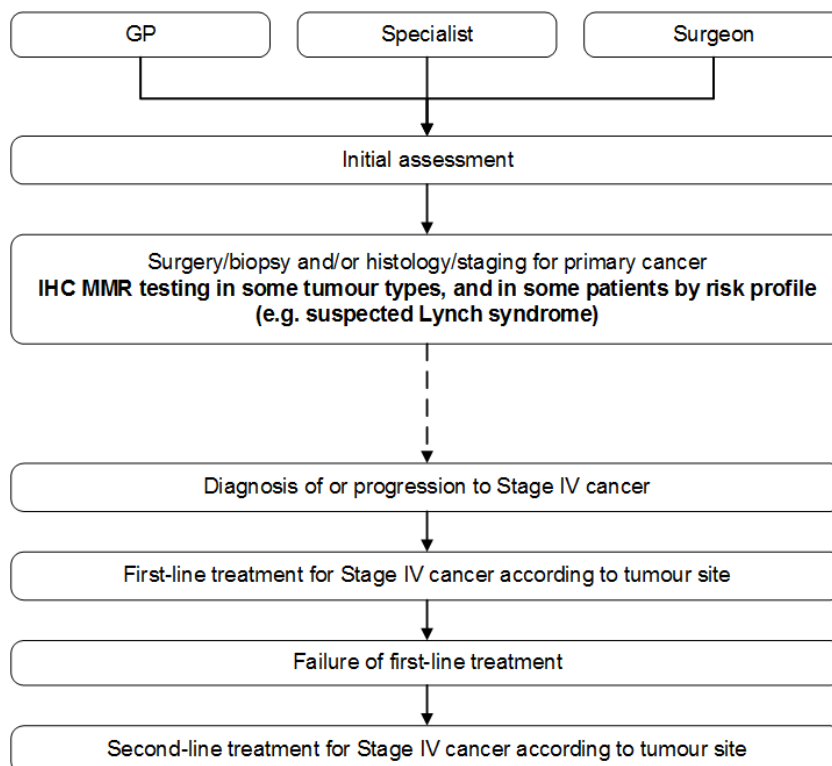 GP
Specialist
Surgeon
Initial assessment
Surgery/biopsy and/or histology/staging for primary cancer
IHC MMR testing in some tumour types, and in some patients by risk profile
(e.g. suspected Lynch syndrome)
Diagnosis of or progression to Stage IV cancer
First-line treatment for Stage IV cancer according to tumour site
Failure of first-line treatment
Second-line treatment for Stage IV cancer according to tumour site